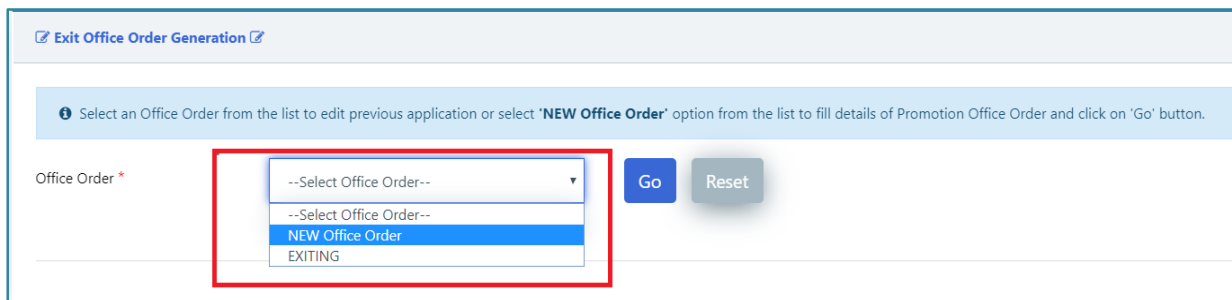 Exit Office Order Generation
Select an Office Order from the list to edit previous application or select 'NEW Office Order' option from the list to fill details of Promotion Office Order and click on 'Go' button.
Office Order * --Select Office Order-- Go Reset
--Select Office Order--
NEW Office Order
EXITING